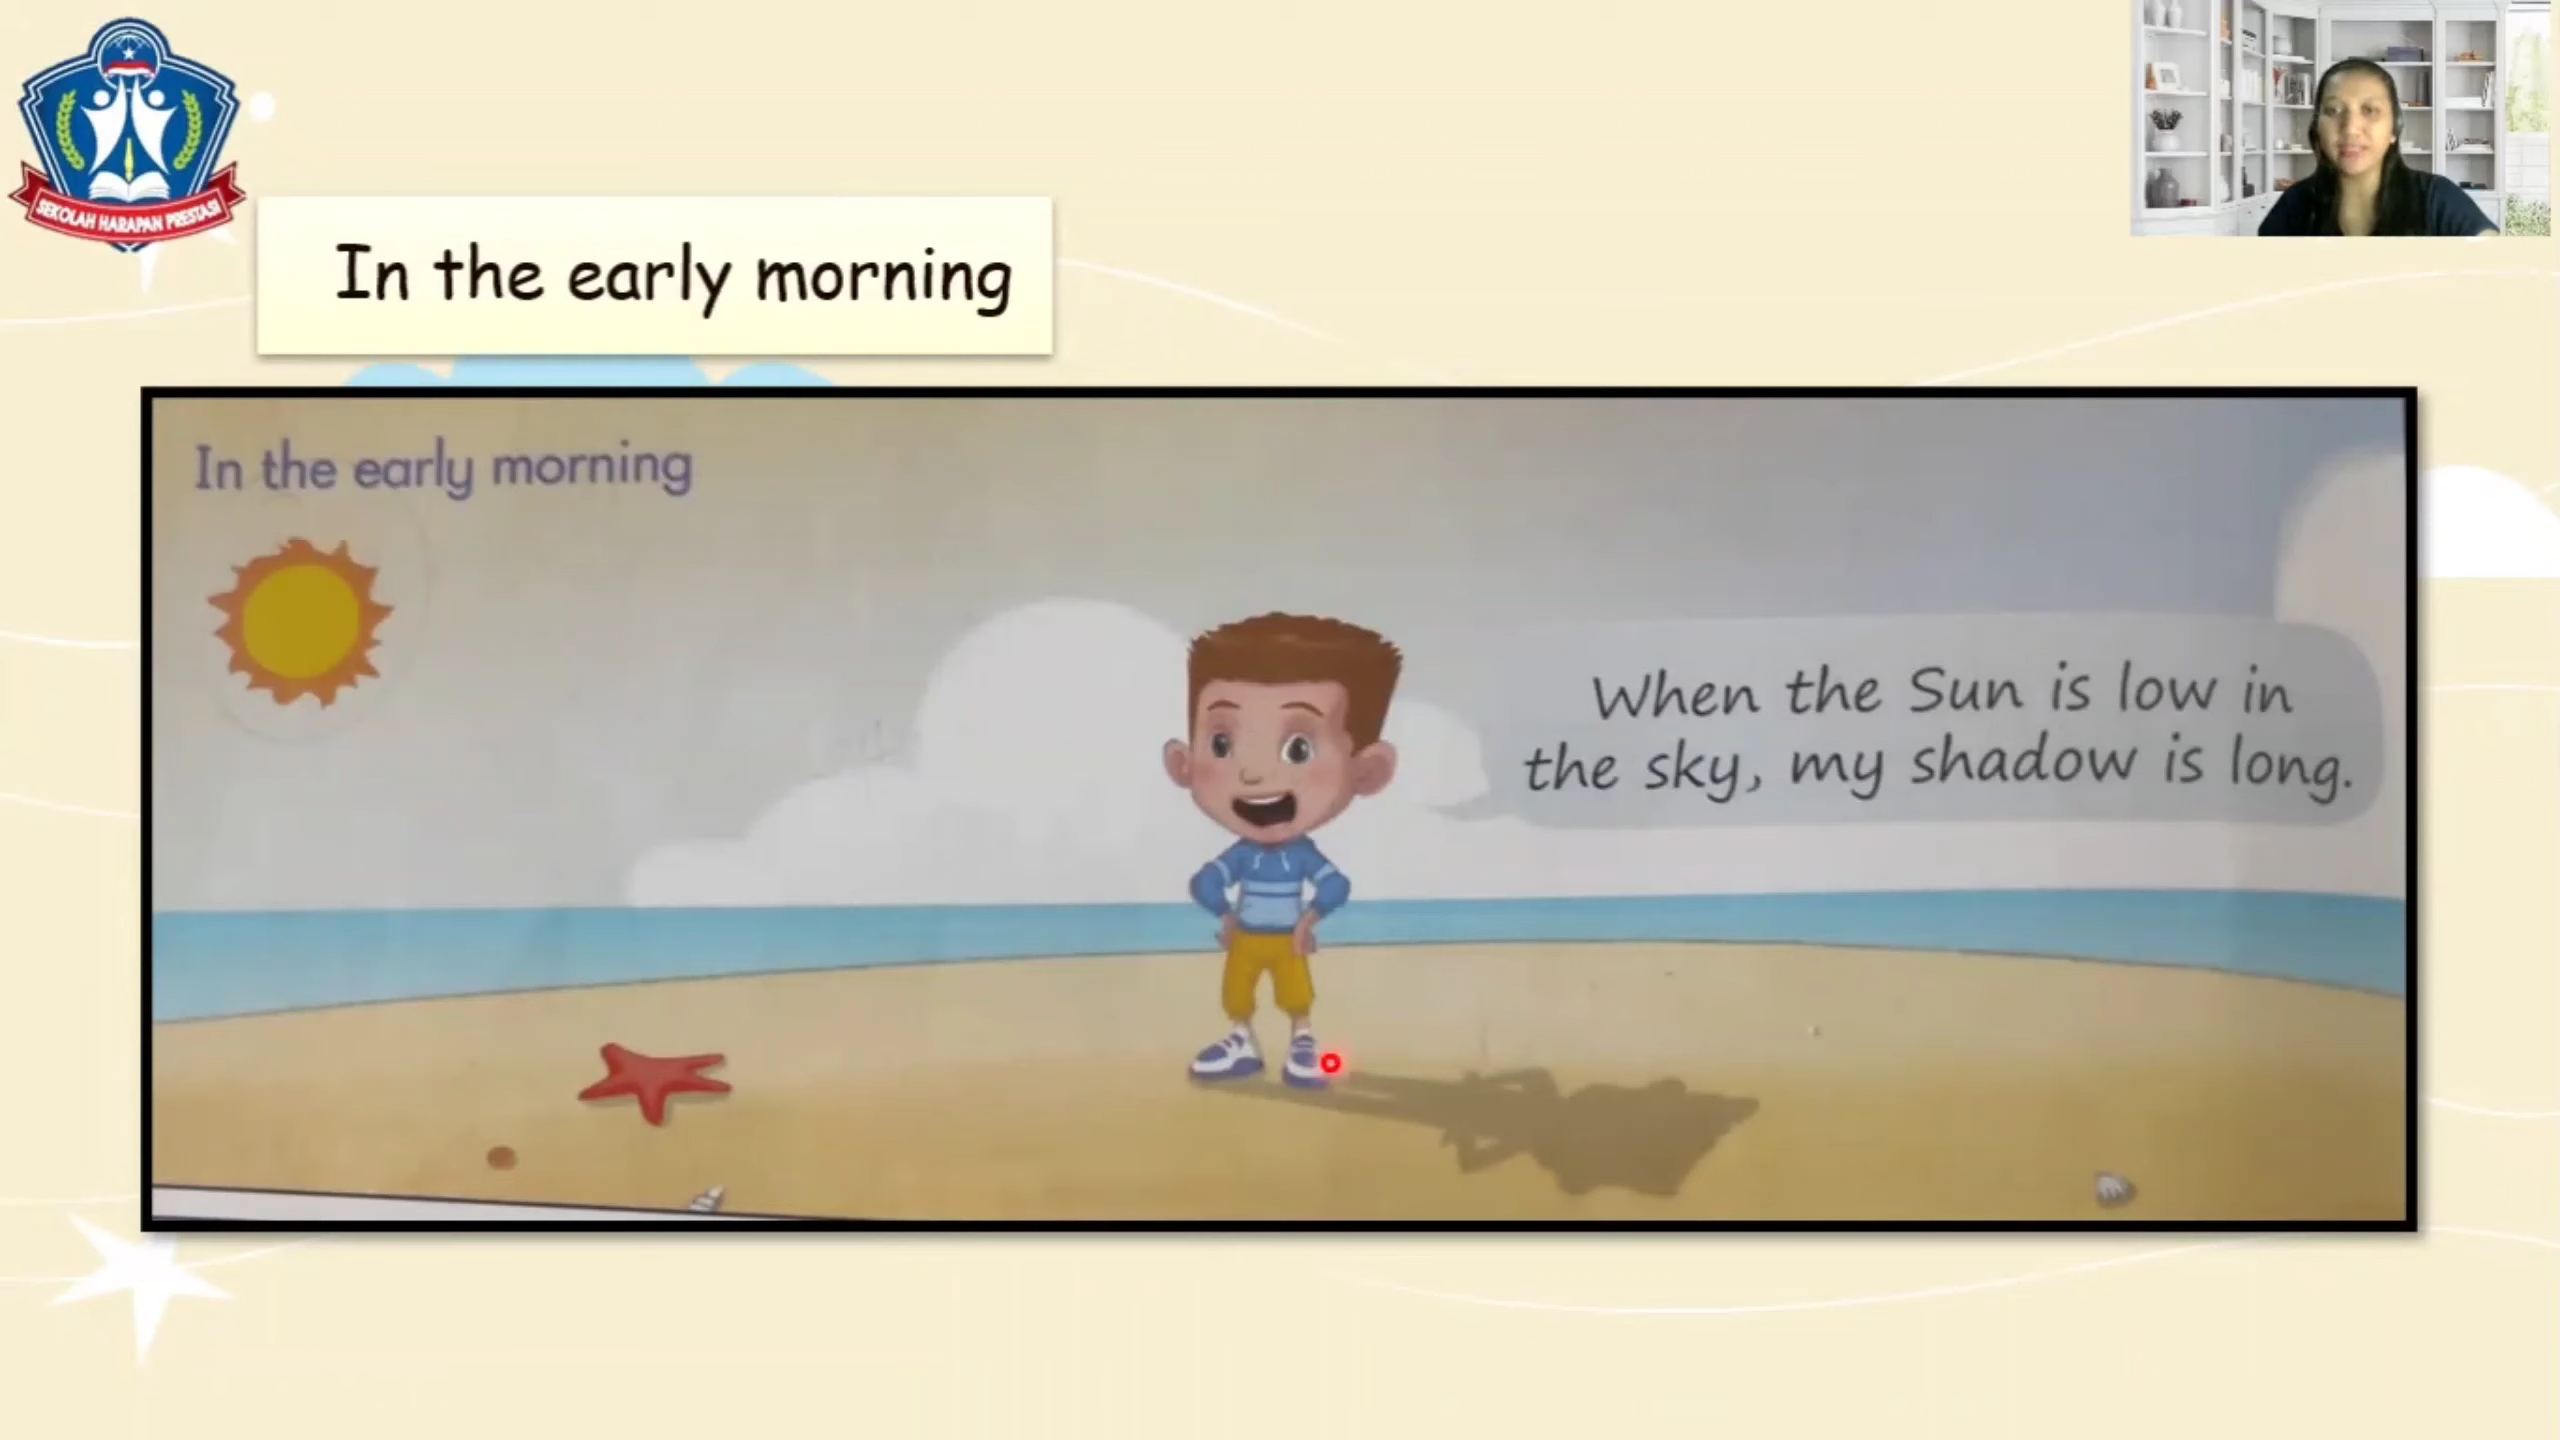 SEKOLAH HARAPAN PRESTASI
In the early morning
In the early morning
When the Sun is low in
the sky, my shadow is long.